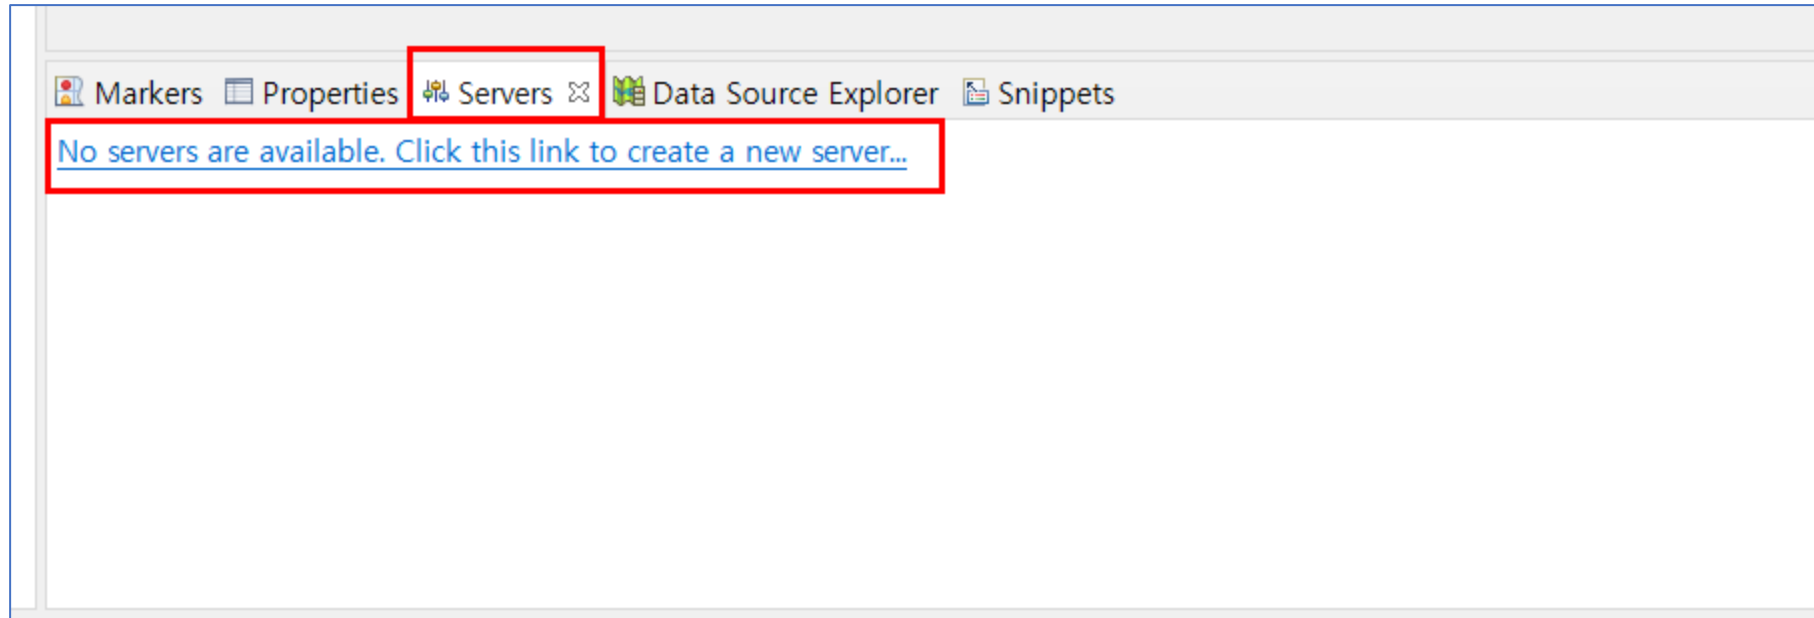 Markers Properties Servers Data Source Explorer Snippets
No servers are available. Click this link to create a new server...